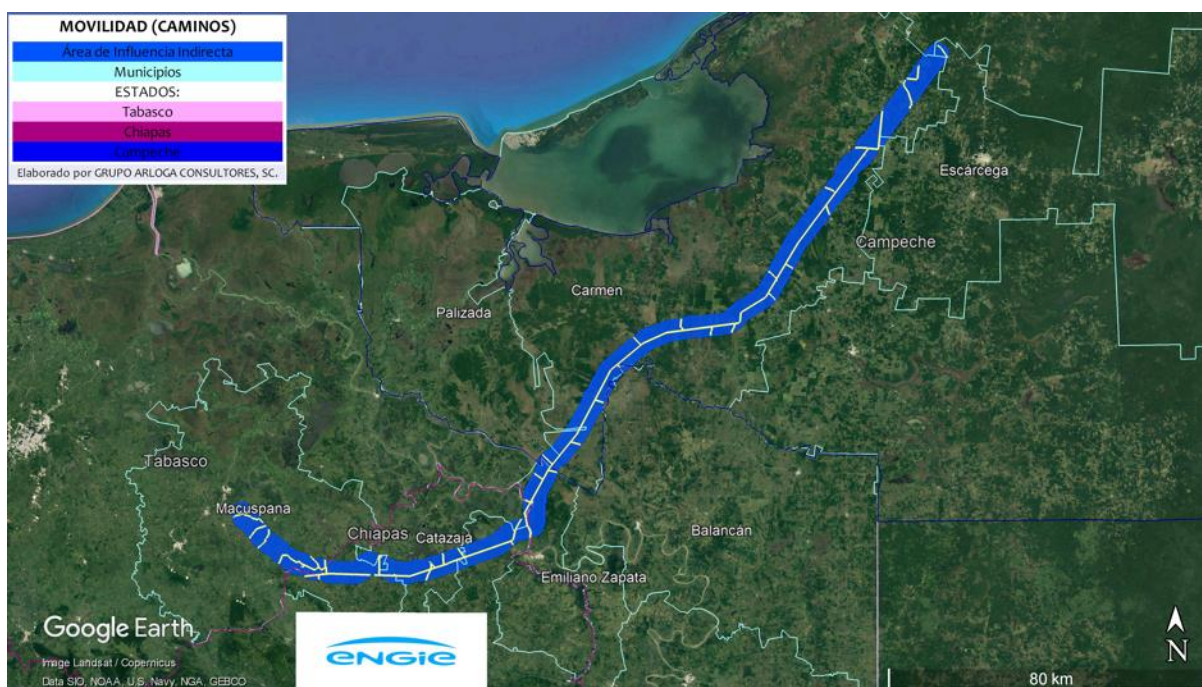 MOVILIDAD (CAMINOS)
Área de Influencia Indirecta
Municipios
ESTADOS:
Tabasco
Chiapas
Campeche
Elaborado por GRUPO ARLOGA CONSULTORES, SC.
Escárcega
Campeche
Carmen
Palizada
Tabasco
Macuspana
Chiapas
Catazajá
Balancán
Emiliano Zapata
Google Earth
Image Landsat / Copernicus
Data SIO, NOAA, U.S. Navy, NGA, GEBCO
ENGIE
N
80 km